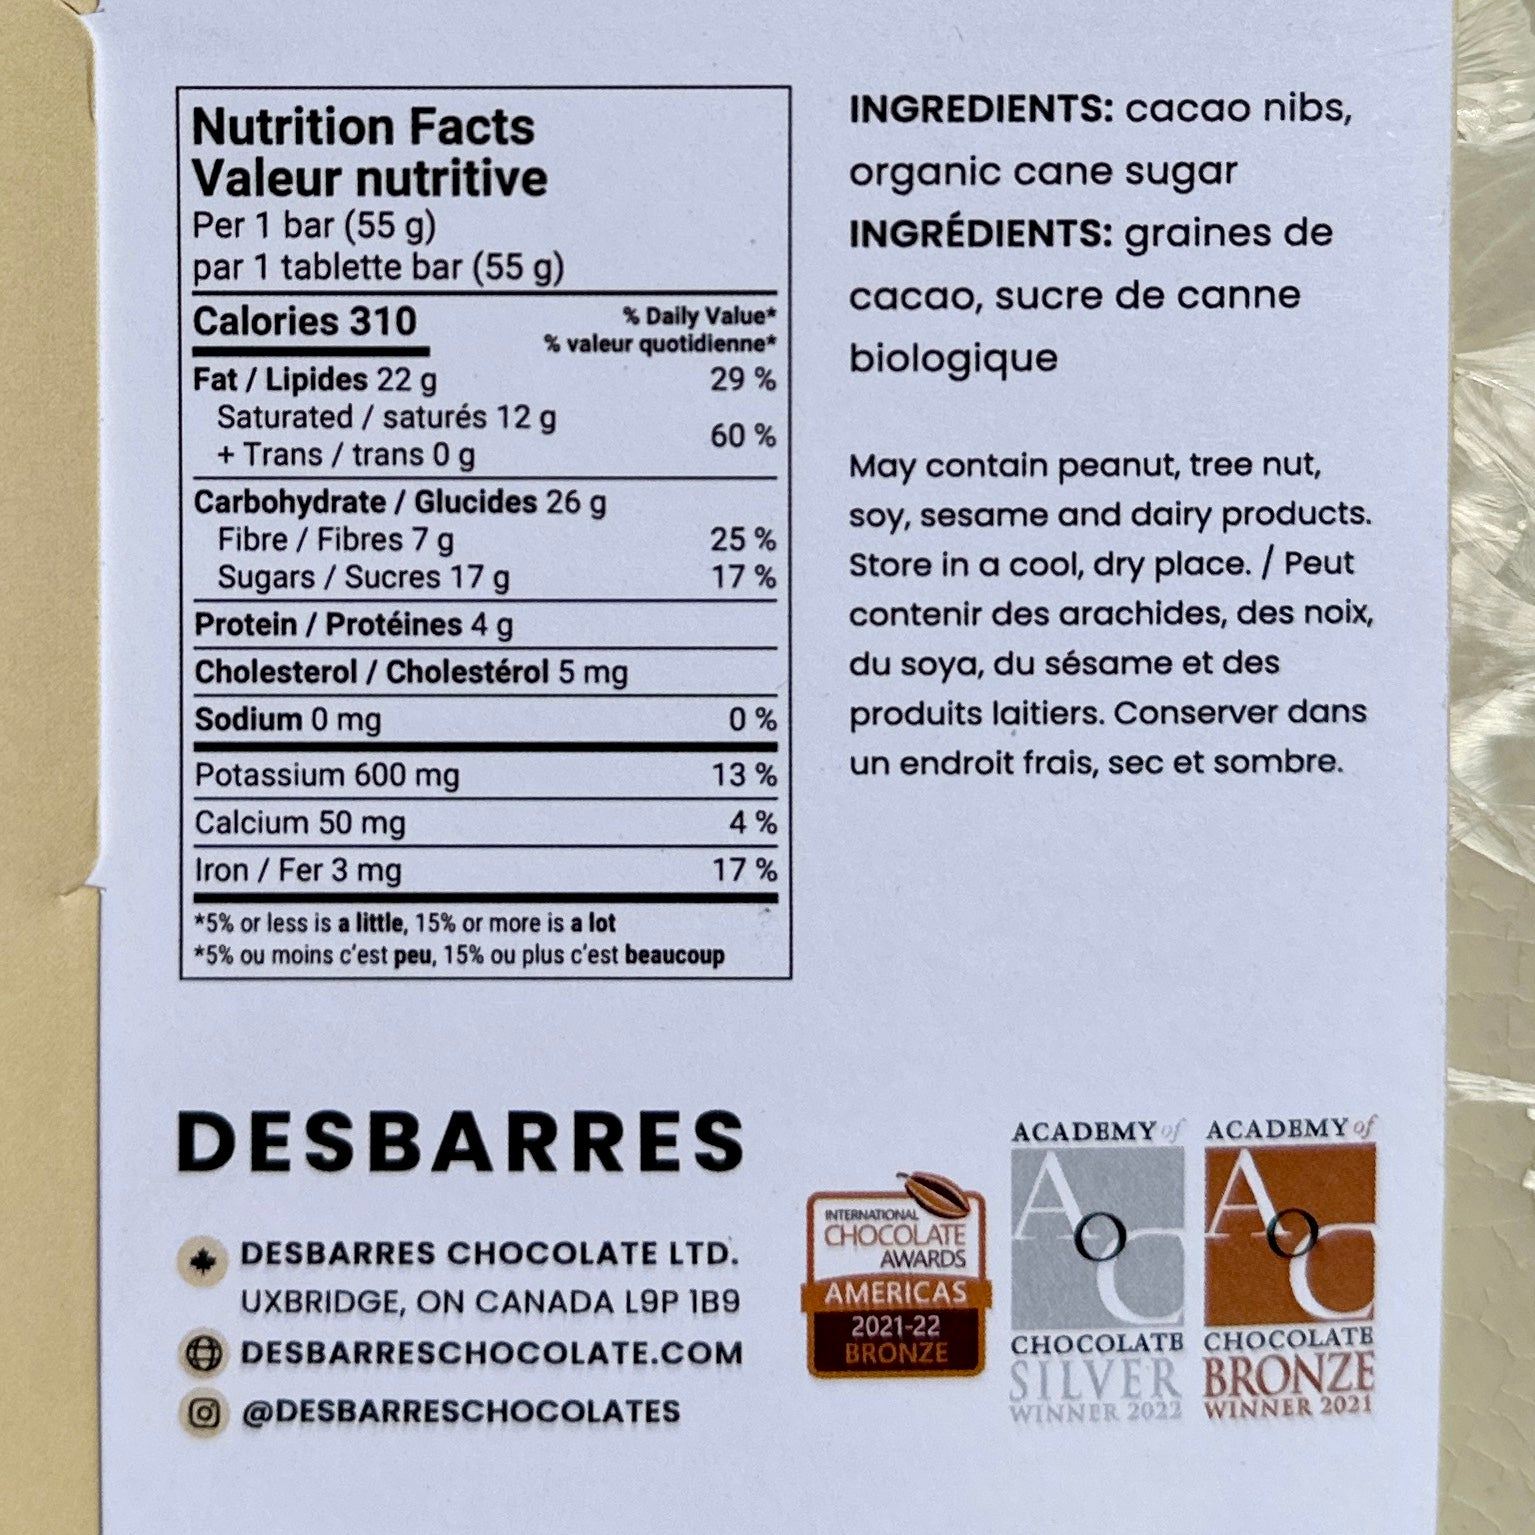 Nutrition Facts
Valeur nutritive
Per 1 bar (55 g)
par 1 tablette bar (55 g)
Calories 310
% Daily Value*
% valeur quotidienne*
Fat / Lipides 22 g 29 %
Saturated / saturés 12 g
+ Trans / trans 0 g
60 %
Carbohydrate / Glucides 26 g
Fibre / Fibres 7 g 25 %
Sugars / Sucres 17 g 17 %
Protein / Protéines 4 g
Cholesterol / Cholestérol 5 mg
Sodium 0 mg 0 %
Potassium 600 mg 13 %
Calcium 50 mg 4 %
Iron / Fer 3 mg 17 %
*5% or less is a little, 15% or more is a lot
*5% ou moins c'est peu, 15% ou plus c'est beaucoup
INGREDIENTS: cacao nibs,
organic cane sugar
INGRÉDIENTS: graines de
cacao, sucre de canne
biologique
May contain peanut, tree nut,
soy, sesame and dairy products.
Store in a cool, dry place. / Peut
contenir des arachides, des noix,
du soya, du sésame et des
produits laitiers. Conserver dans
un endroit frais, sec et sombre.
DESBARRES
DESBARRES CHOCOLATE LTD.
UXBRIDGE, ON CANADA L9P 1B9
DESBARRESCHOCOLATE.COM
@DESBARRESCHOCOLATES
INTERNATIONAL
CHOCOLATE
AWARDS
AMERICAS
2021-22
BRONZE
ACADEMY of
AOC
CHOCOLATE
SILVER
WINNER 2022
ACADEMY of
AOC
CHOCOLATE
BRONZE
WINNER 2021